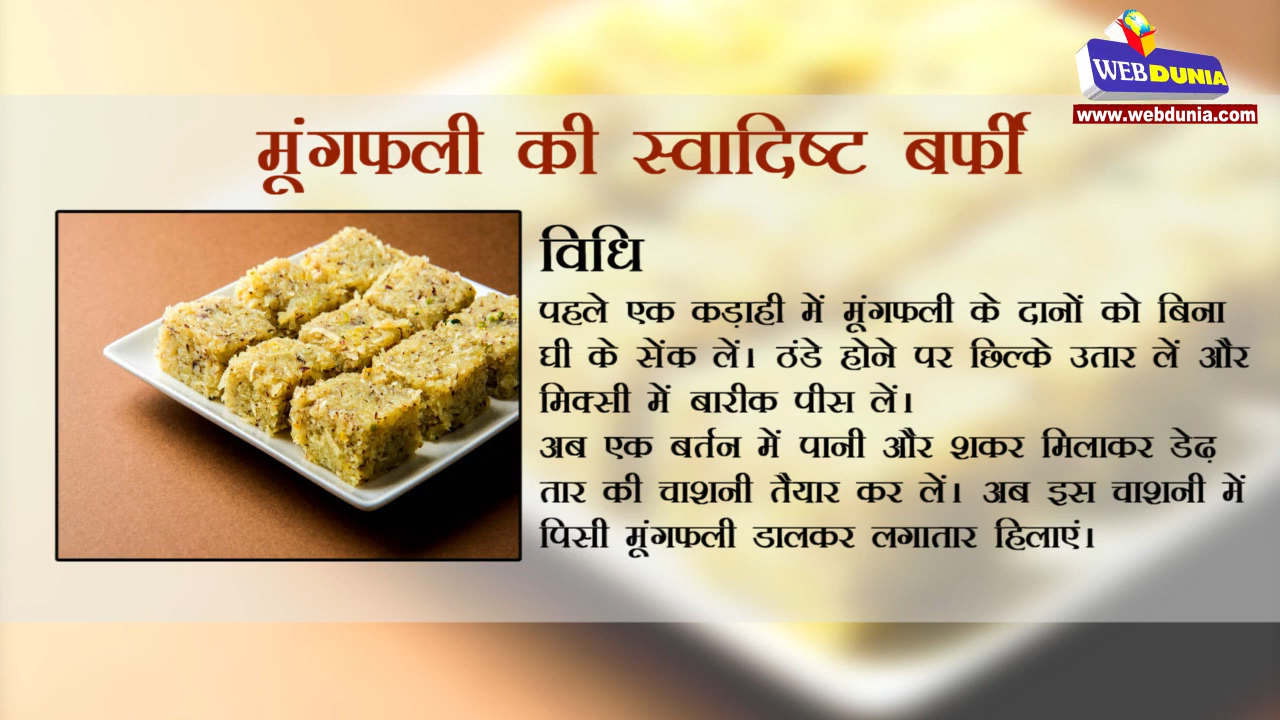 WEBDUNIA
www.webdunia.com
मूंगफली की स्वादिष्ट बर्फी
विधि
पहले एक कड़ाही में मूंगफली के दानों को बिना
घी के सेंक लें। ठंडे होने पर छिल्के उतार लें और
मिक्सी में बारीक पीस लें।
अब एक बर्तन में पानी और शकर मिलाकर डेढ़
तार की चाशनी तैयार कर लें। अब इस चाशनी में
पिसी मूंगफली डालकर लगातार हिलाएं।